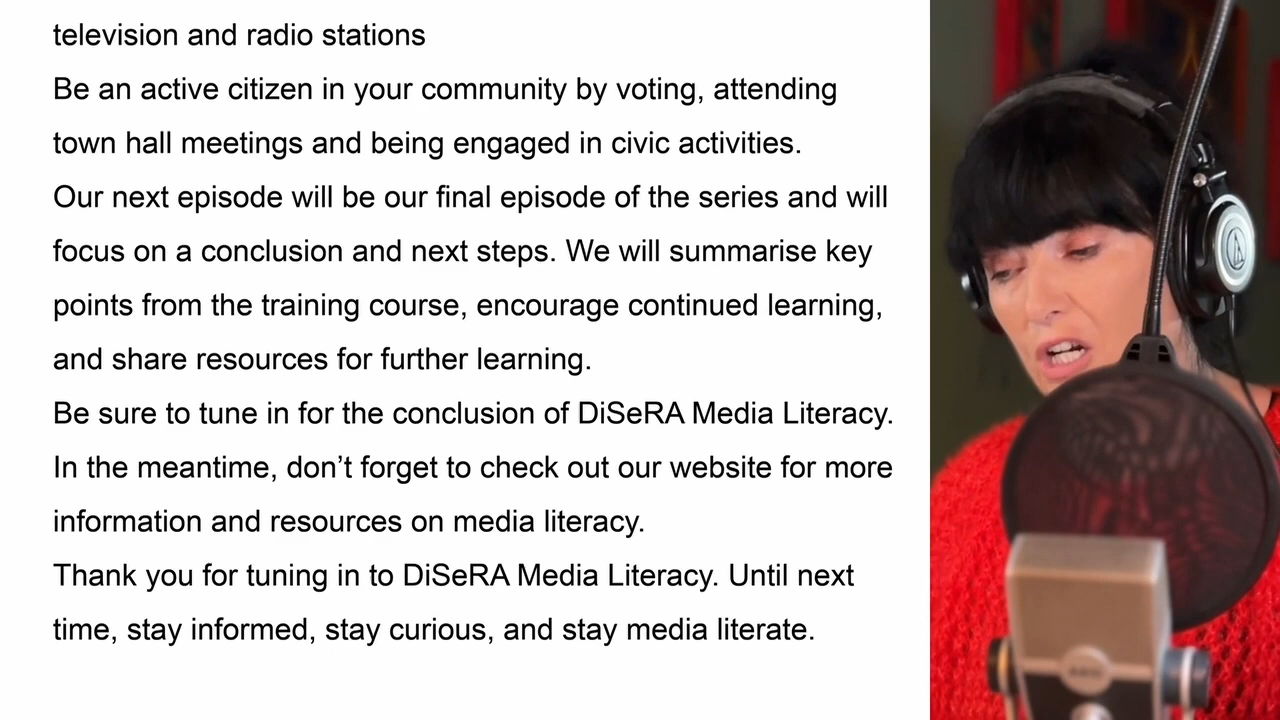 television and radio stations
Be an active citizen in your community by voting, attending
town hall meetings and being engaged in civic activities.
Our next episode will be our final episode of the series and will
focus on a conclusion and next steps. We will summarise key
points from the training course, encourage continued learning,
and share resources for further learning.
Be sure to tune in for the conclusion of DiSeRA Media Literacy.
In the meantime, don’t forget to check out our website for more
information and resources on media literacy.
Thank you for tuning in to DiSeRA Media Literacy. Until next
time, stay informed, stay curious, and stay media literate.